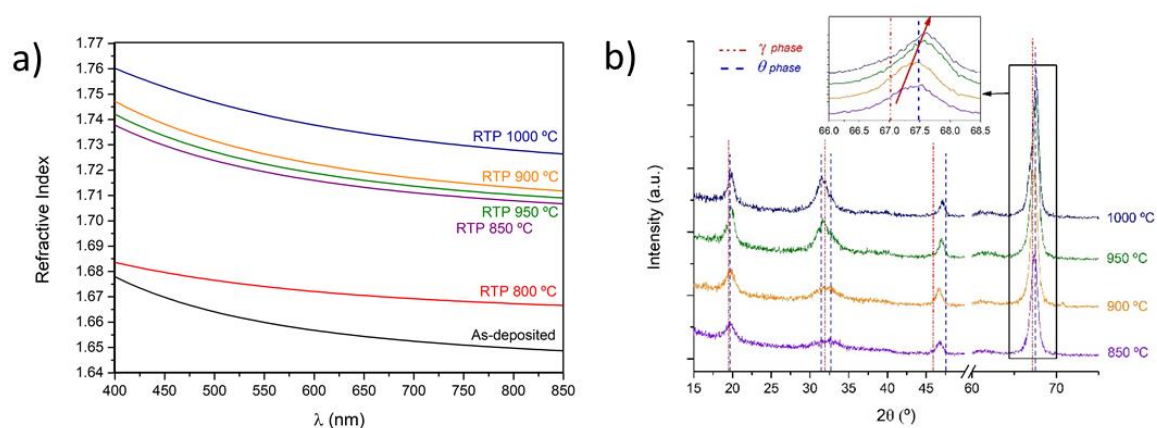 a)
Refractive Index
1.77
1.76
1.75
1.74
1.73
1.72
1.71
1.70
1.69
1.68
1.67
1.66
1.65
1.64
RTP 1000 ºC
RTP 900 ºC
RTP 950 ºC
RTP 850 ºC
RTP 800 ºC
As-deposited
400 450 500 550 600 650 700 750 800 850
λ (nm)
b)
γ phase
θ phase
66.0 66.5 67.0 67.5 68.0 68.5
Intensity (a.u.)
1000 ºC
950 ºC
900 ºC
850 ºC
15 20 25 30 35 40 45 60 70
2θ (º)